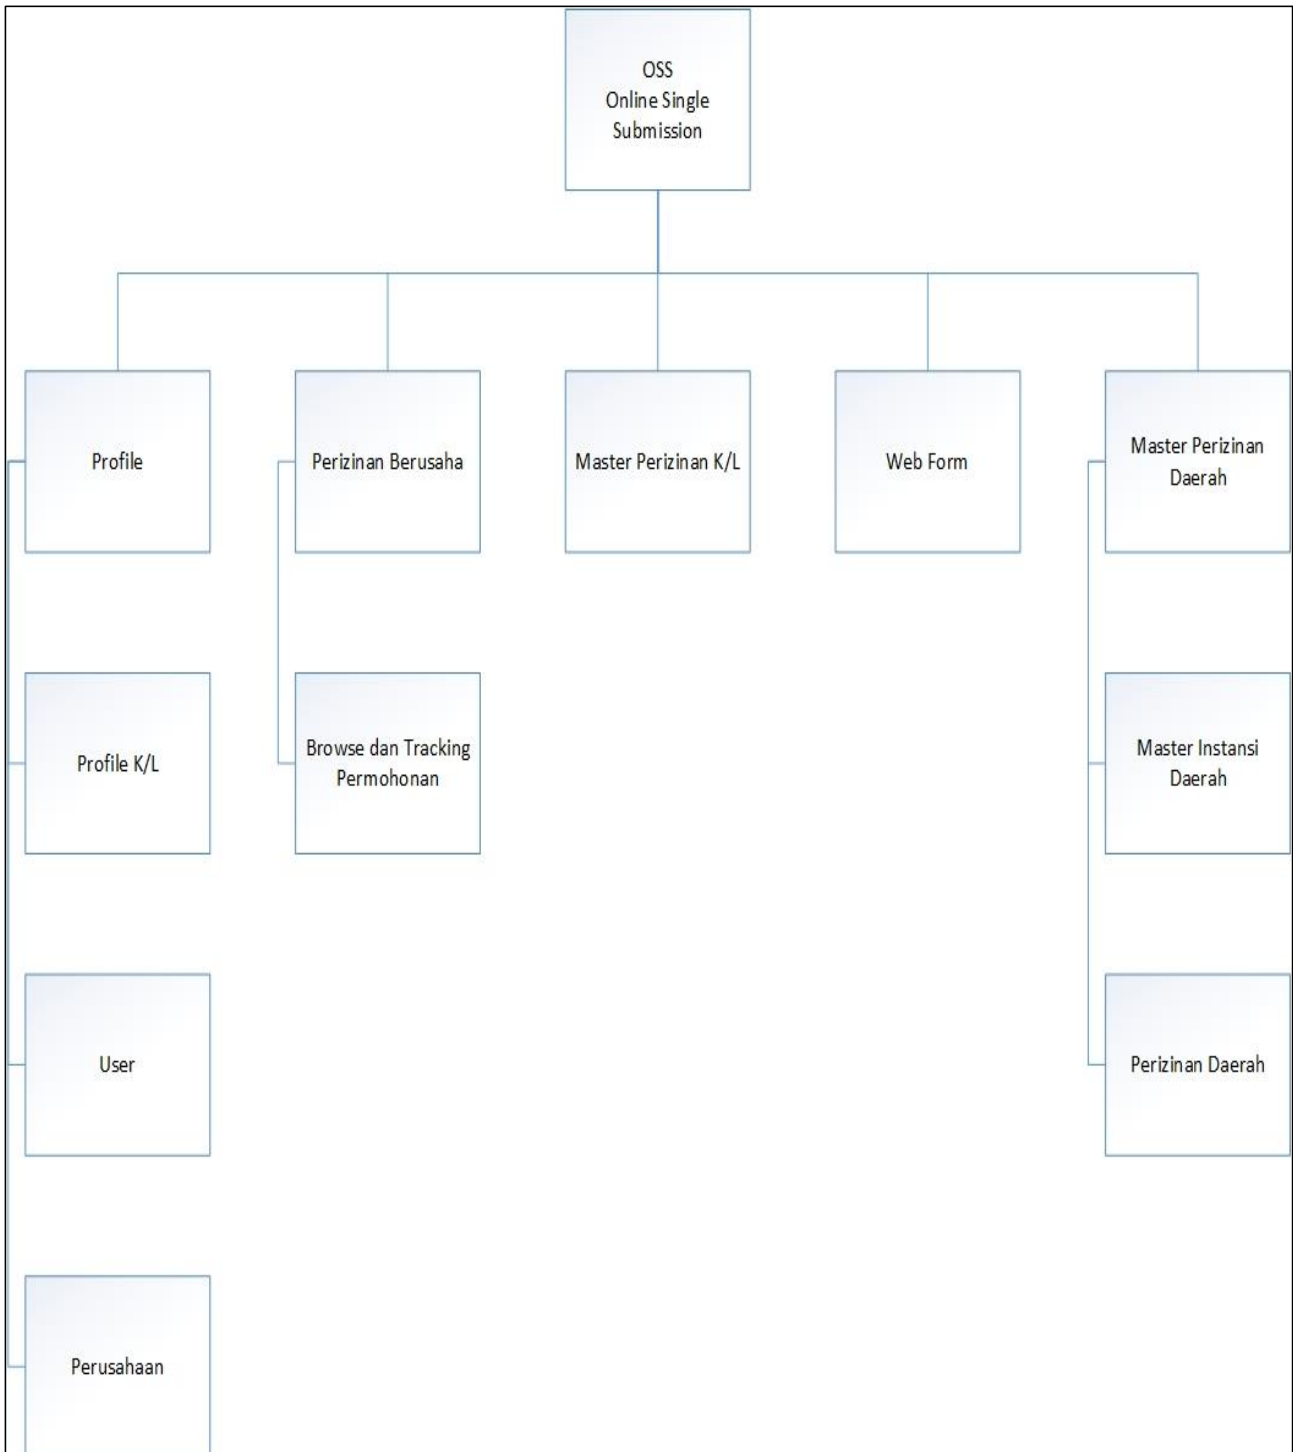 OSS
Online Single
Submission
Profile
Perizinan Berusaha
Master Perizinan K/L
Web Form
Master Perizinan
Daerah
Profile K/L
Browse dan Tracking
Permohonan
Master Instansi
Daerah
User
Perizinan Daerah
Perusahaan